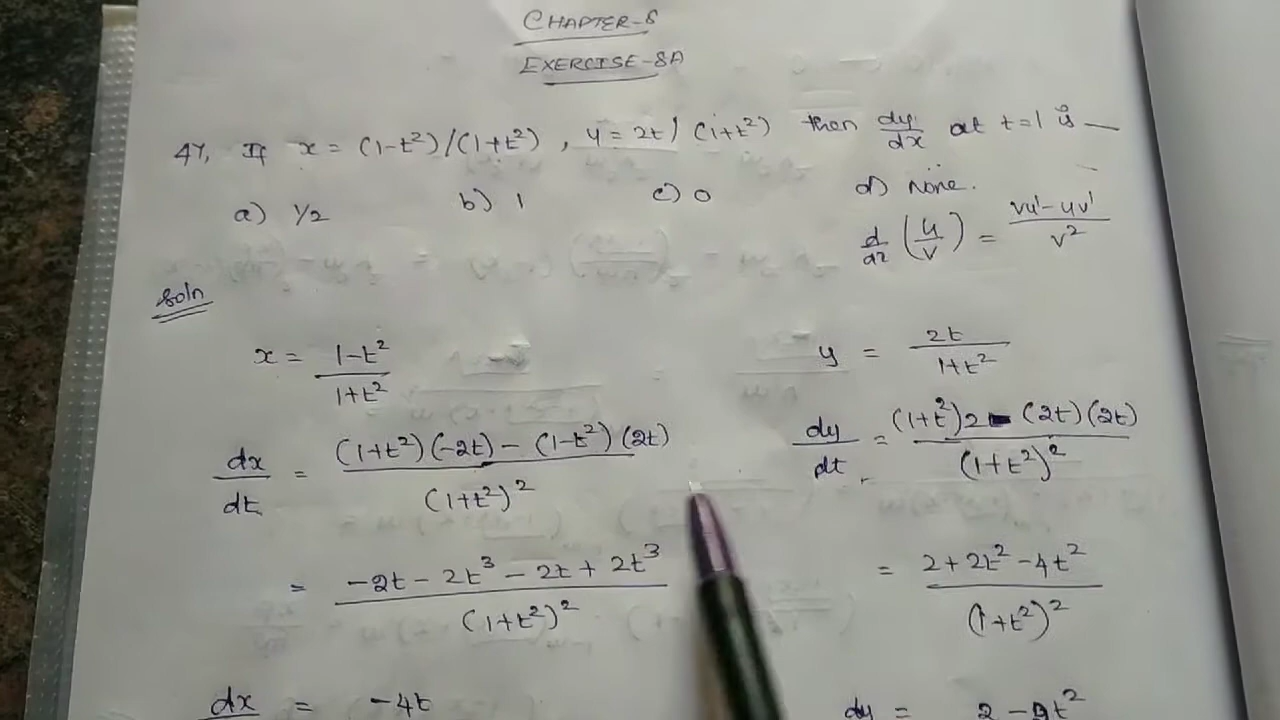 CHAPTER-8
EXERCISE-8A
47, If x = (1-t²)/(1+t²) , y = 2t / (1+t²) then dy/dx at t=1 is —
a) 1/2 b) 1 c) 0 d) None.
d/dx (u/v) = (vu' - uv')/v²
Soln
x = (1-t²)/(1+t²) y = 2t/(1+t²)
dx/dt = ((1+t²)(-2t) - (1-t²)(2t))/(1+t²)² dy/dt = ((1+t²)2 - (2t)(2t))/(1+t²)²
= (-2t - 2t³ - 2t + 2t³)/(1+t²)² = (2+2t²-4t²)/(1+t²)²
dx = -4t dy = 2-2t²